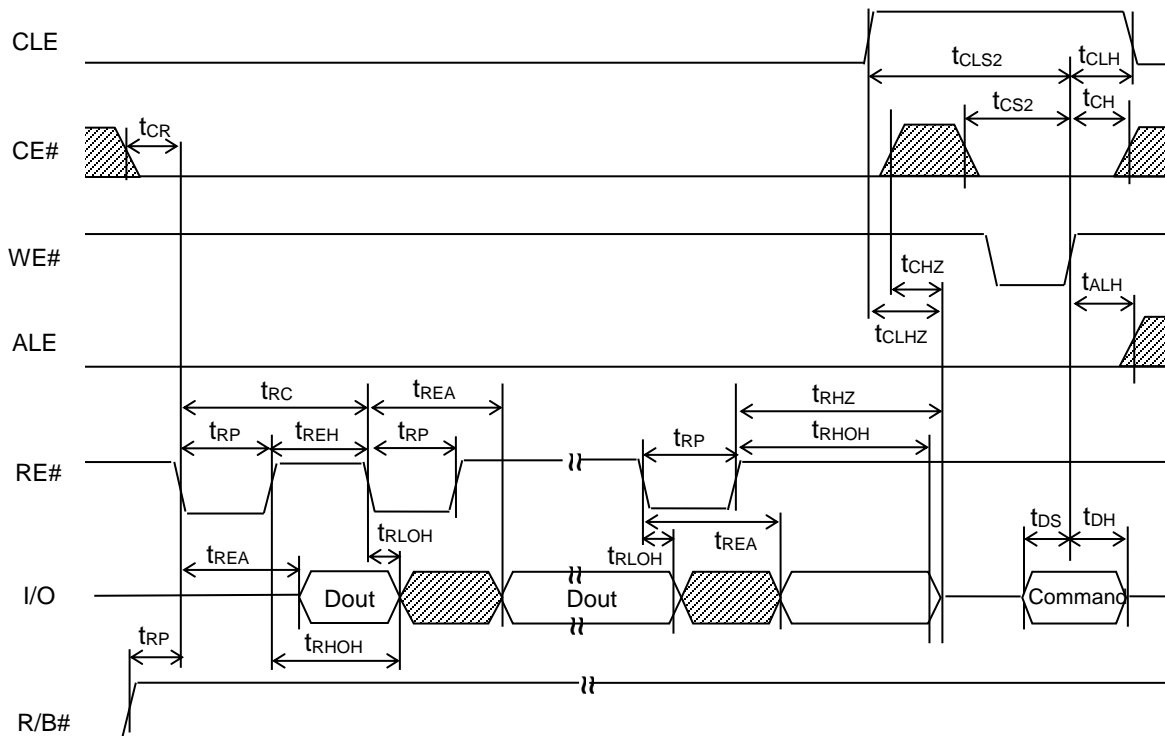 CLE
tCLS2 tCLH
tCS2 tCH
tCR
CE#
WE#
tCHZ
tALH
tCLHZ
ALE
tRC tREA tRHZ
tRP tREH tRP tRP tRHOH
RE#
tDS tDH
tRLOH tRLOH tREA
tREA
I/O Dout Dout Command
tRP tRHOH
R/B#